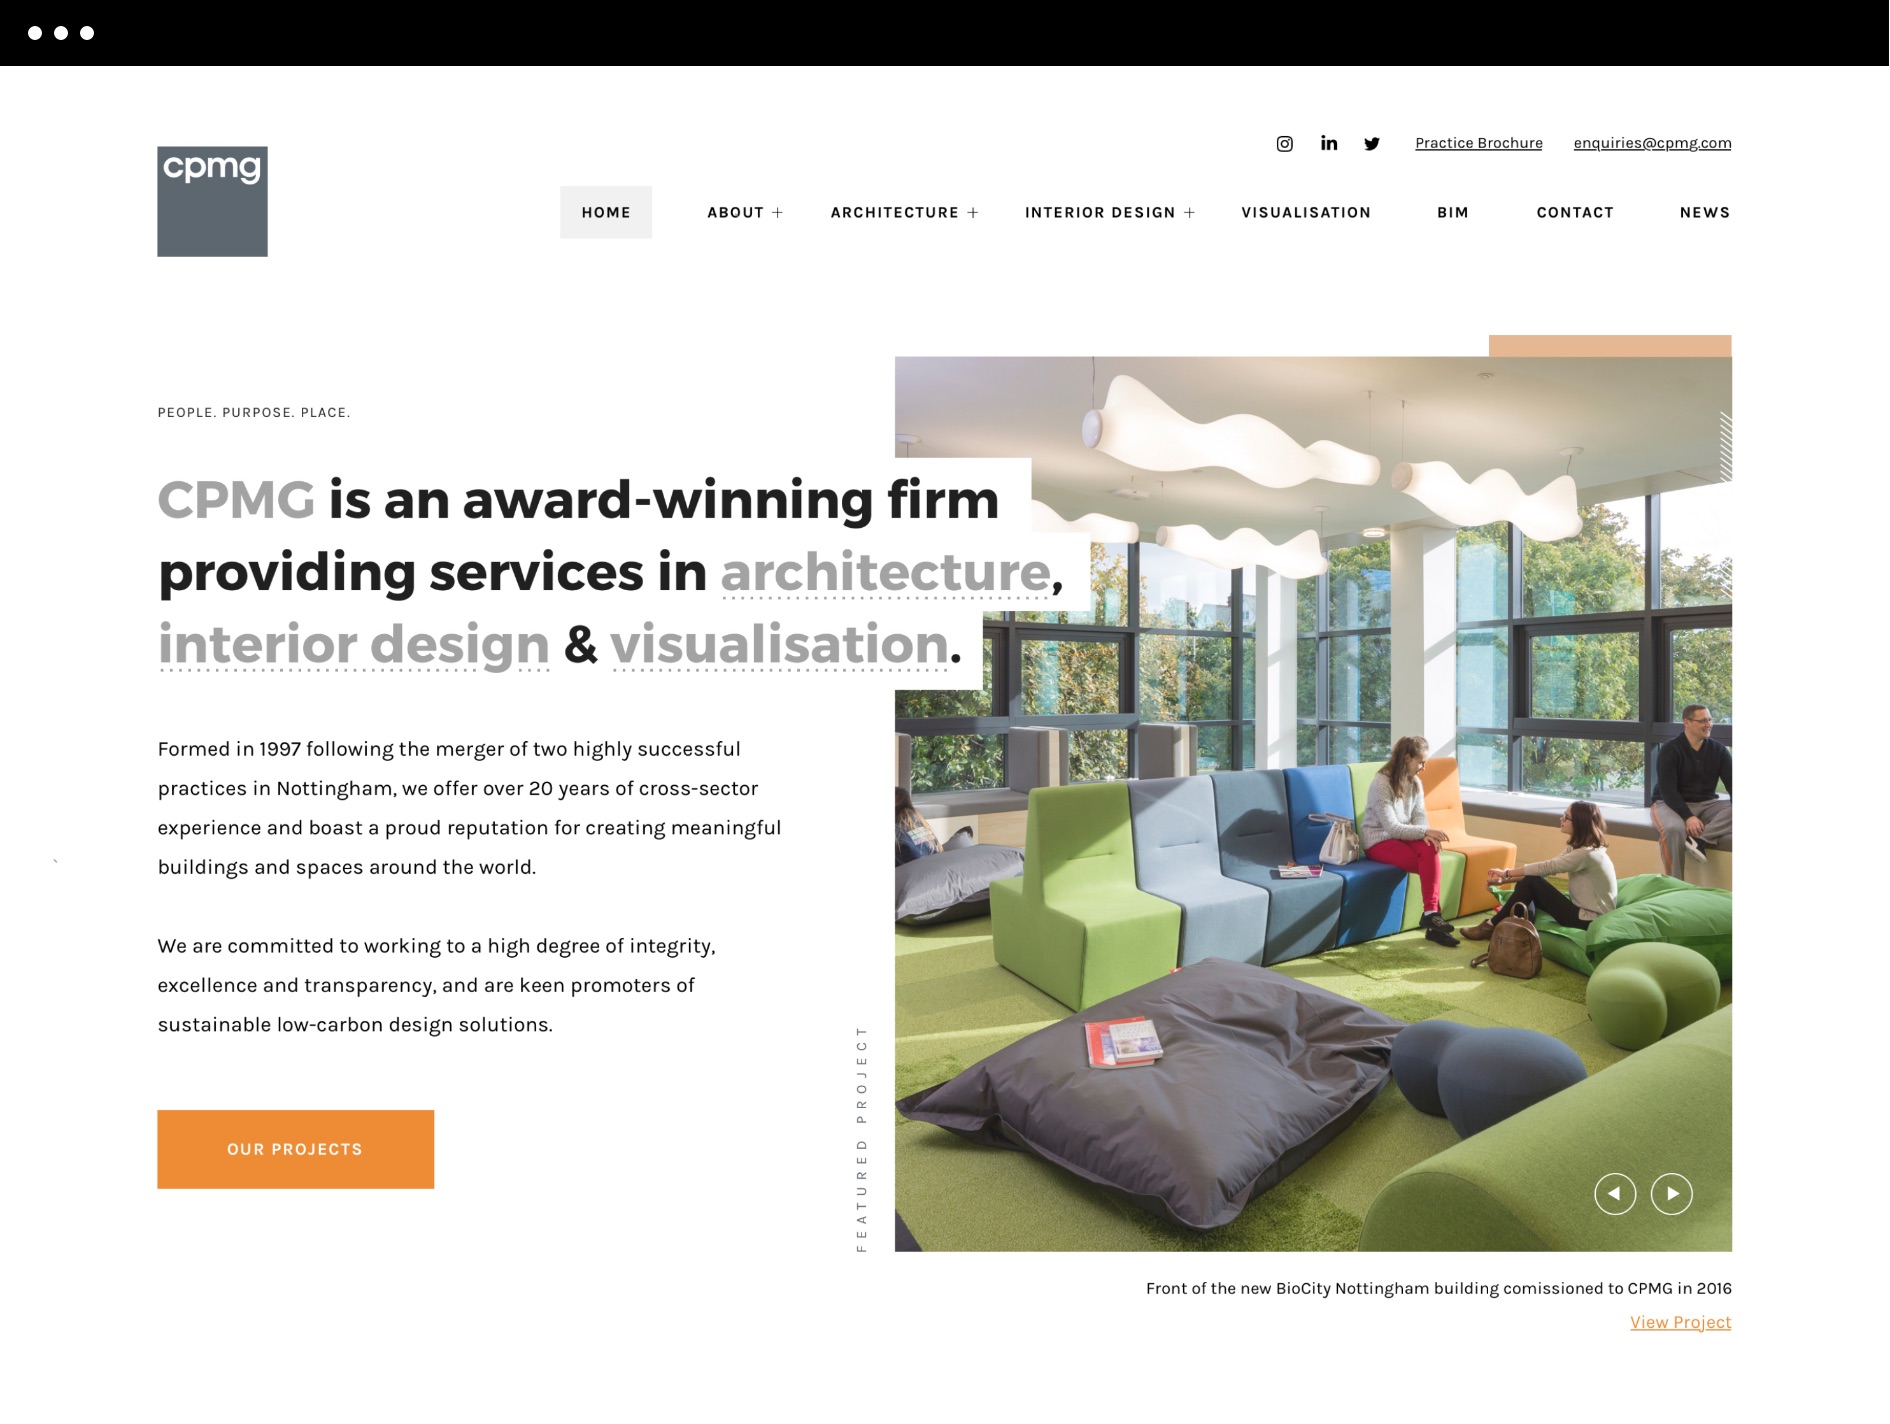 cpmg
Practice Brochure
enquiries@cpmg.com
HOME ABOUT + ARCHITECTURE + INTERIOR DESIGN + VISUALISATION BIM CONTACT NEWS
PEOPLE. PURPOSE. PLACE.
CPMG is an award-winning firm
providing services in architecture,
interior design & visualisation.
Formed in 1997 following the merger of two highly successful
practices in Nottingham, we offer over 20 years of cross-sector
experience and boast a proud reputation for creating meaningful
buildings and spaces around the world.
We are committed to working to a high degree of integrity,
excellence and transparency, and are keen promoters of
sustainable low-carbon design solutions.
OUR PROJECTS
FEATURED PROJECT
Front of the new BioCity Nottingham building comissioned to CPMG in 2016
View Project